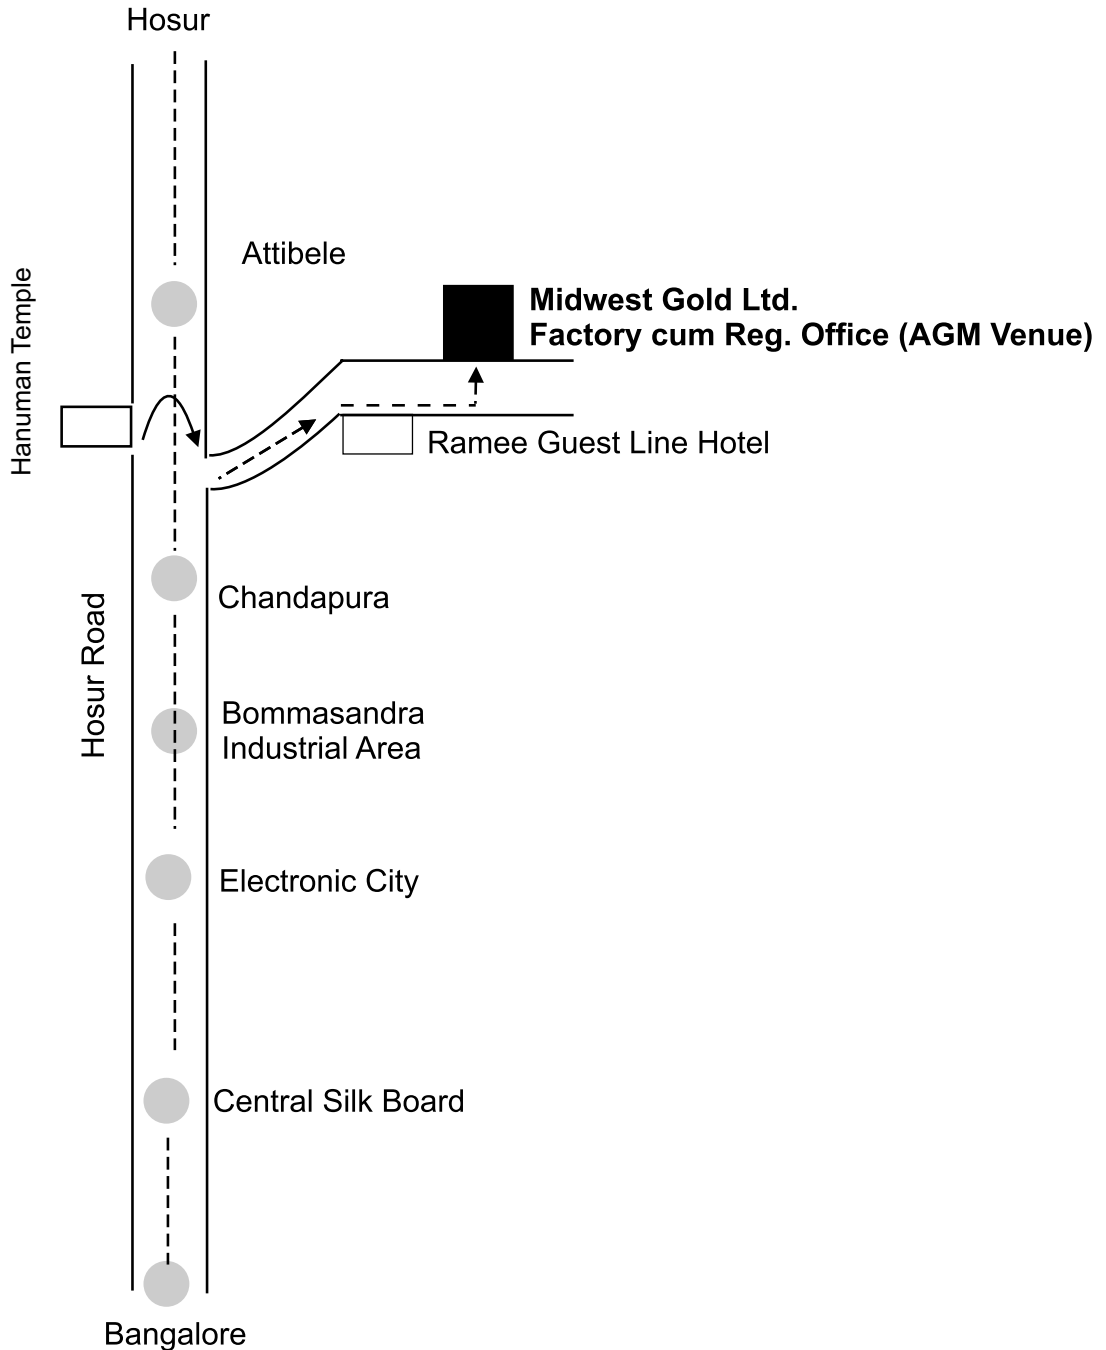 Hosur
Attibele
Hanuman Temple
Midwest Gold Ltd.
Factory cum Reg. Office (AGM Venue)
Ramee Guest Line Hotel
Chandapura
Hosur Road
Bommasandra
Industrial Area
Electronic City
Central Silk Board
Bangalore